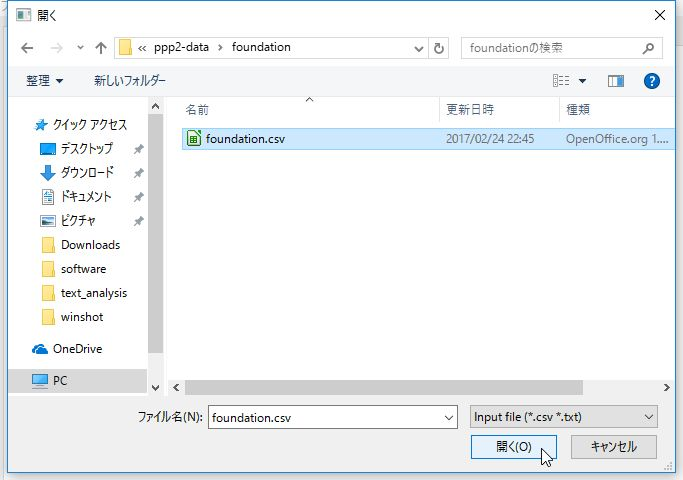 開く
« ppp2-data › foundation
foundationの検索
整理 新しいフォルダー
名前 更新日時 種類
クイック アクセス
foundation.csv 2017/02/24 22:45 OpenOffice.org 1....
デスクトップ
ダウンロード
ドキュメント
ピクチャ
Downloads
software
text_analysis
winshot
OneDrive
PC
ファイル名(N): foundation.csv Input file (*.csv *.txt)
開く(O) キャンセル